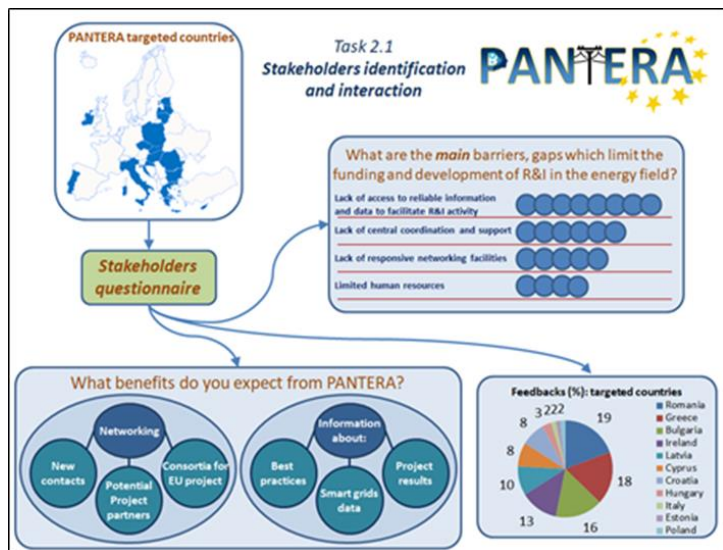 PANTERA targeted countries
Task 2.1
Stakeholders identification
and interaction
PANTERA
What are the main barriers, gaps which limit the
funding and development of R&I in the energy field?
Lack of access to reliable information
and data to facilitate R&I activity
Lack of central coordination and support
Lack of responsive networking facilities
Limited human resources
Stakeholders
questionnaire
What benefits do you expect from PANTERA?
Networking
New
contacts
Potential
Project
partners
Consortia for
EU project
Information
about:
Best
practices
Smart grids
data
Project
results
Feedbacks (%): targeted countries
19
18
16
13
10
8
8
3
2
2
2
Romania
Greece
Bulgaria
Ireland
Latvia
Cyprus
Croatia
Hungary
Italy
Estonia
Poland